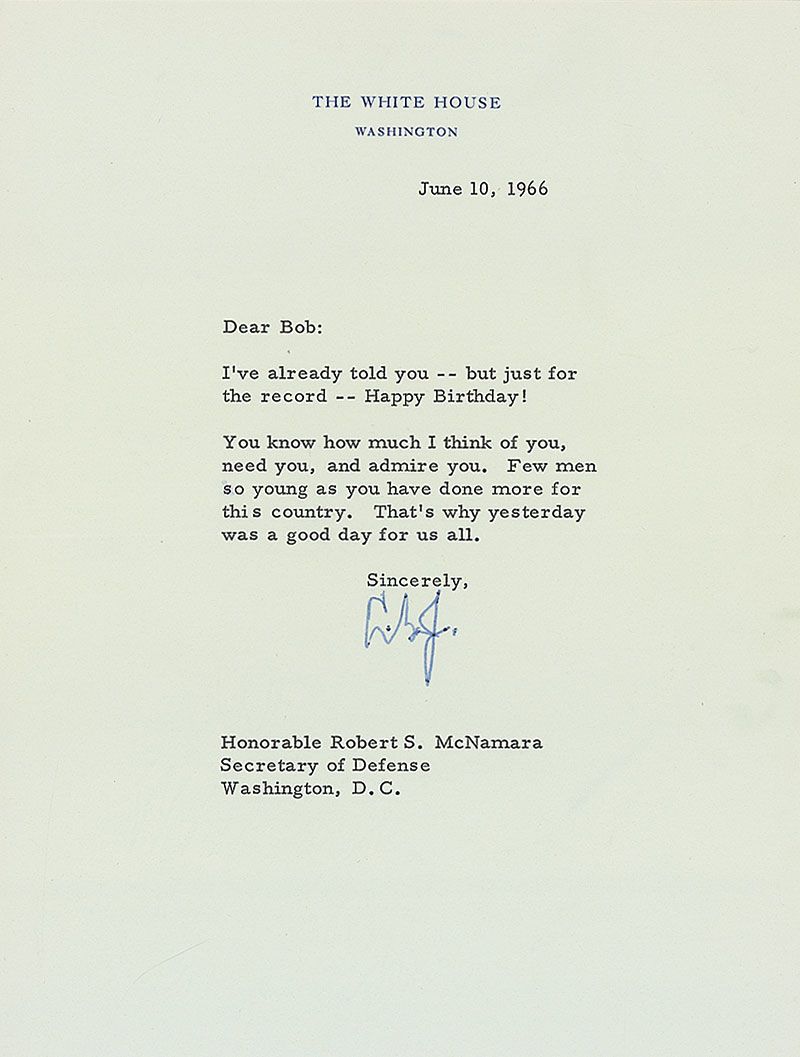 THE WHITE HOUSE
WASHINGTON
June 10, 1966
Dear Bob:
I've already told you -- but just for
the record -- Happy Birthday!
You know how much I think of you,
need you, and admire you. Few men
so young as you have done more for
this country. That's why yesterday
was a good day for us all.
Sincerely,
L.B.J.
Honorable Robert S. McNamara
Secretary of Defense
Washington, D. C.